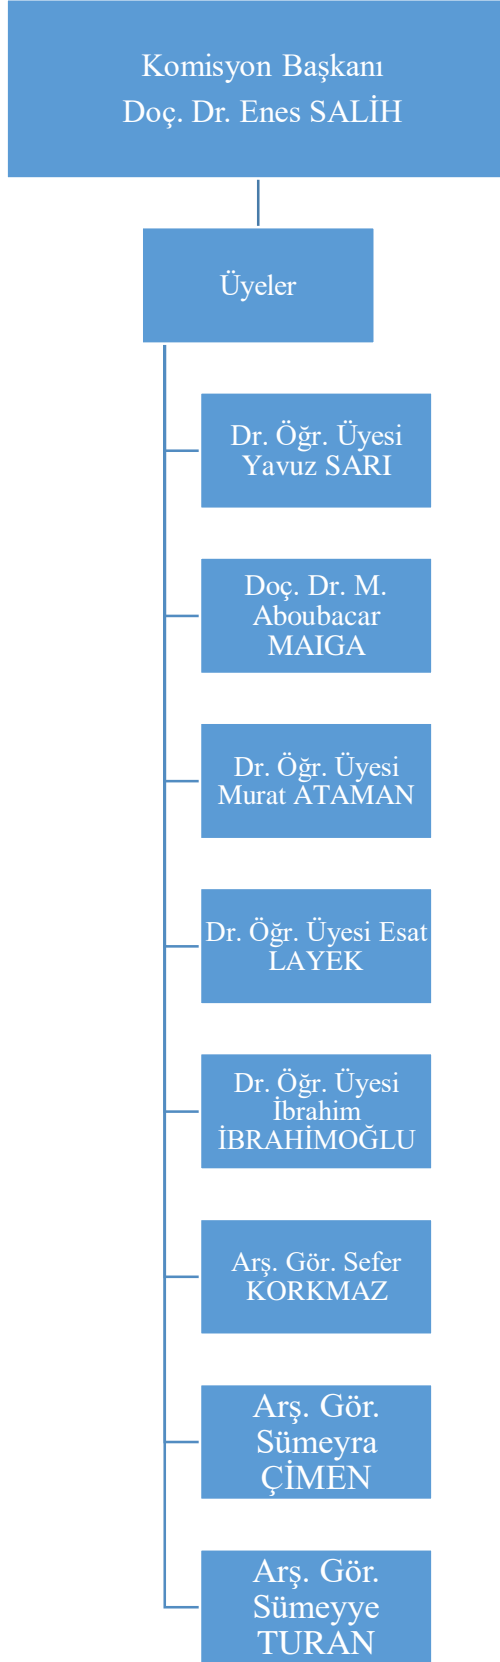 Komisyon Başkanı
Doç. Dr. Enes SALİH
Üyeler
Dr. Öğr. Üyesi
Yavuz SARI
Doç. Dr. M.
Aboubacar
MAIGA
Dr. Öğr. Üyesi
Murat ATAMAN
Dr. Öğr. Üyesi Esat
LAYEK
Dr. Öğr. Üyesi
İbrahim
İBRAHİMOĞLU
Arş. Gör. Sefer
KORKMAZ
Arş. Gör.
Sümeyra
ÇİMEN
Arş. Gör.
Sümeyye
TURAN